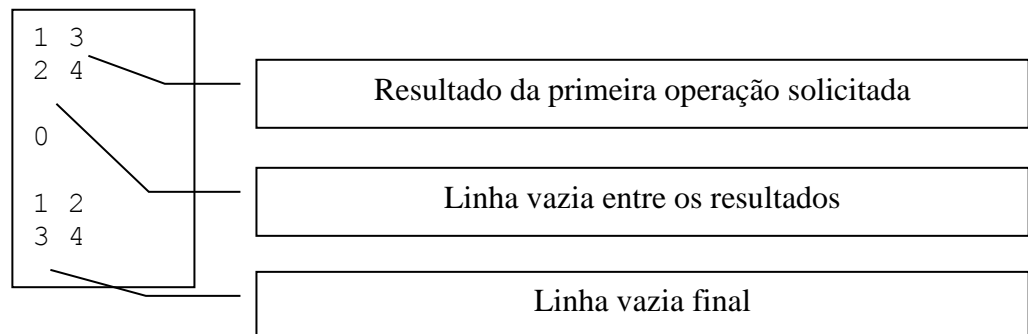 1 3
2 4
0
1 2
3 4
Resultado da primeira operação solicitada
Linha vazia entre os resultados
Linha vazia final